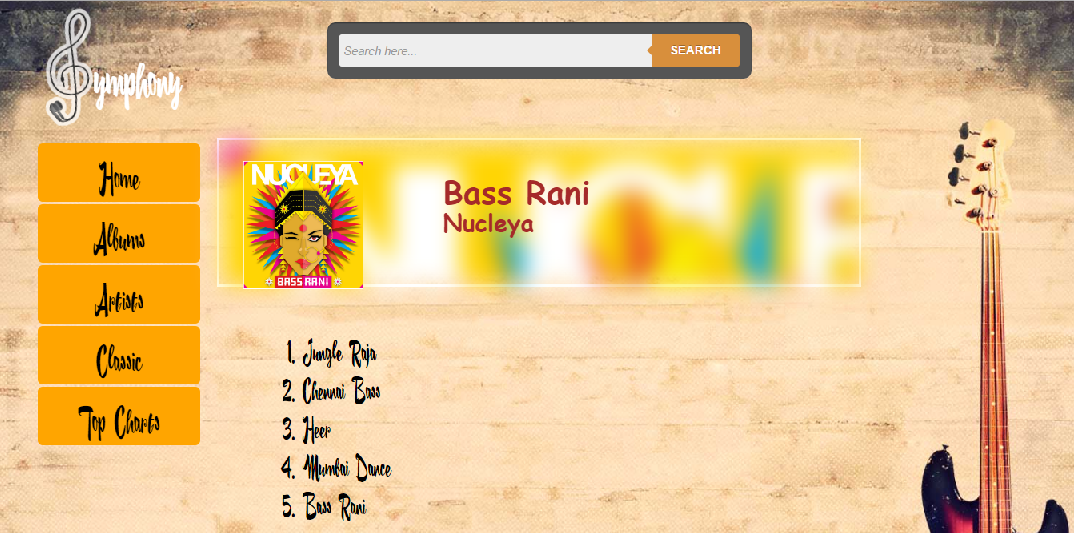 Symphony
Search here...
SEARCH
Home
Albums
Artists
Classic
Top Charts
NUCLEYA
BASS RANI
Bass Rani
Nucleya
1. Jungle Raja
2. Chennai Bass
3. Heer
4. Mumbai Dance
5. Bass Rani